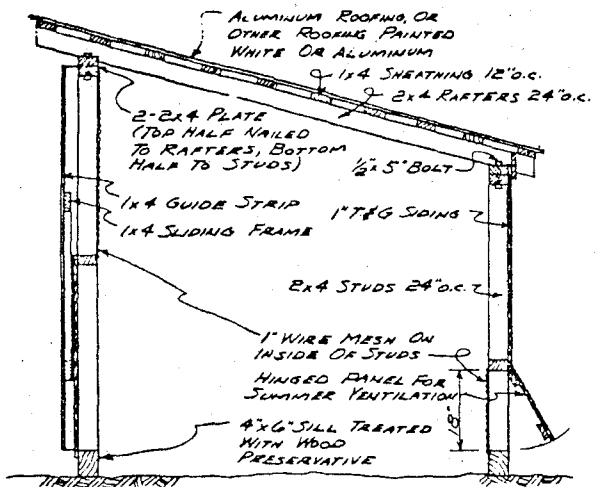 ALUMINUM ROOFING, OR
OTHER ROOFING PAINTED
WHITE OR ALUMINUM
1x4 SHEATHING 12"O.C.
2x4 RAFTERS 24"O.C.
2-2x4 PLATE
(TOP HALF NAILED
TO RAFTERS, BOTTOM
HALF TO STUDS)
1/2"x5" BOLT
1x4 GUIDE STRIP
1x4 SLIDING FRAME
1" T&G SIDING
2x4 STUDS 24"O.C.
1" WIRE MESH ON
INSIDE OF STUDS
HINGED PANEL FOR
SUMMER VENTILATION
18"
4"x6" SILL TREATED
WITH WOOD
PRESERVATIVE